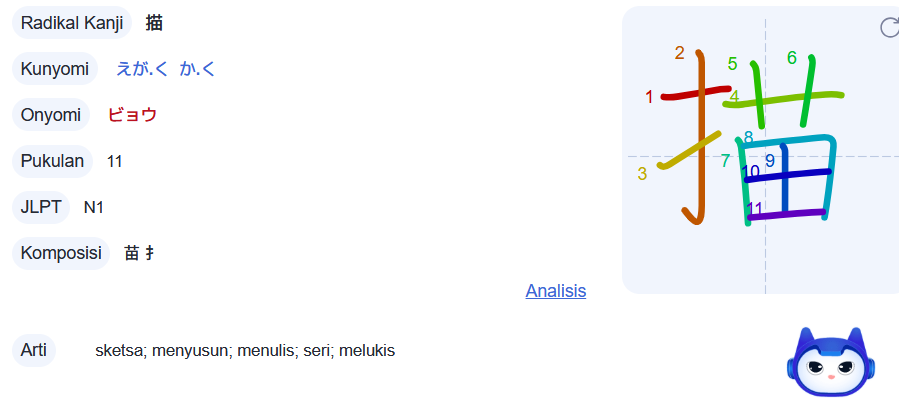 Radikal Kanji 描
Kunyomi えが.く か.く
Onyomi ビョウ
Pukulan 11
JLPT N1
Komposisi 苗 扌
Analisis
Arti sketsa; menyusun; menulis; seri; melukis
1
2
3
4
5
6
7
8
9
10
11